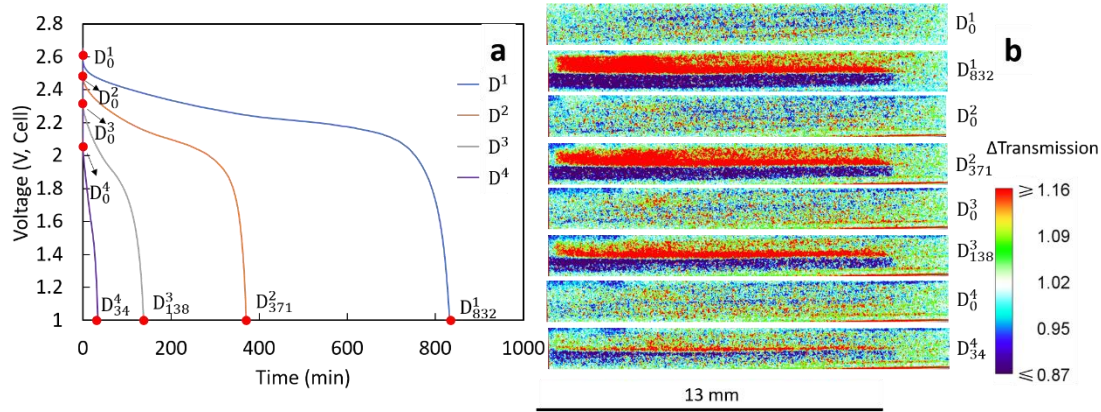 a
Voltage (V, Cell)
2.8
2.6
2.4
2.2
2
1.8
1.6
1.4
1.2
1
0
200
400
600
800
1000
Time (min)
D¹₀
D²₀
D³₀
D⁴₀
D⁴₃₄
D³₁₃₈
D²₃₇₁
D¹₈₃₂
D¹
D²
D³
D⁴
b
D¹₀
D¹₈₃₂
D²₀
D²₃₇₁
D³₀
D³₁₃₈
D⁴₀
D⁴₃₄
13 mm
ΔTransmission
≥ 1.16
1.09
1.02
0.95
≤ 0.87